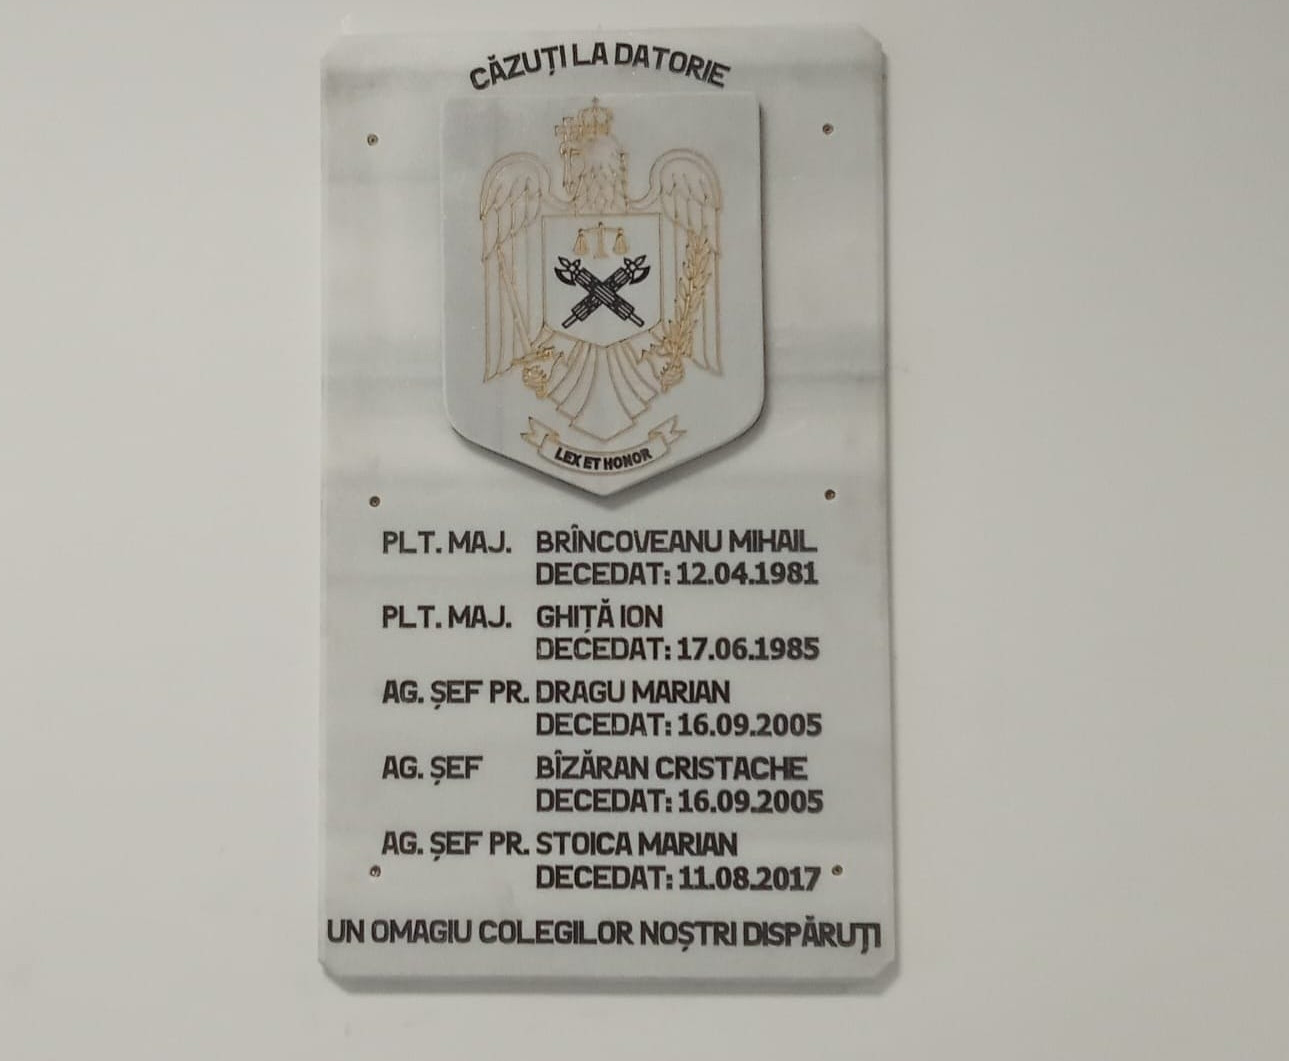 CĂZUȚI LA DATORIE
LEX ET HONOR
PLT. MAJ. BRÎNCOVEANU MIHAIL
DECEDAT: 12.04.1981
PLT. MAJ. GHIȚĂ ION
DECEDAT: 17.06.1985
AG. ȘEF PR. DRAGU MARIAN
DECEDAT: 16.09.2005
AG. ȘEF BÎZĂRAN CRISTACHE
DECEDAT: 16.09.2005
AG. ȘEF PR. STOICA MARIAN
DECEDAT: 11.08.2017
UN OMAGIU COLEGILOR NOȘTRI DISPĂRUȚI